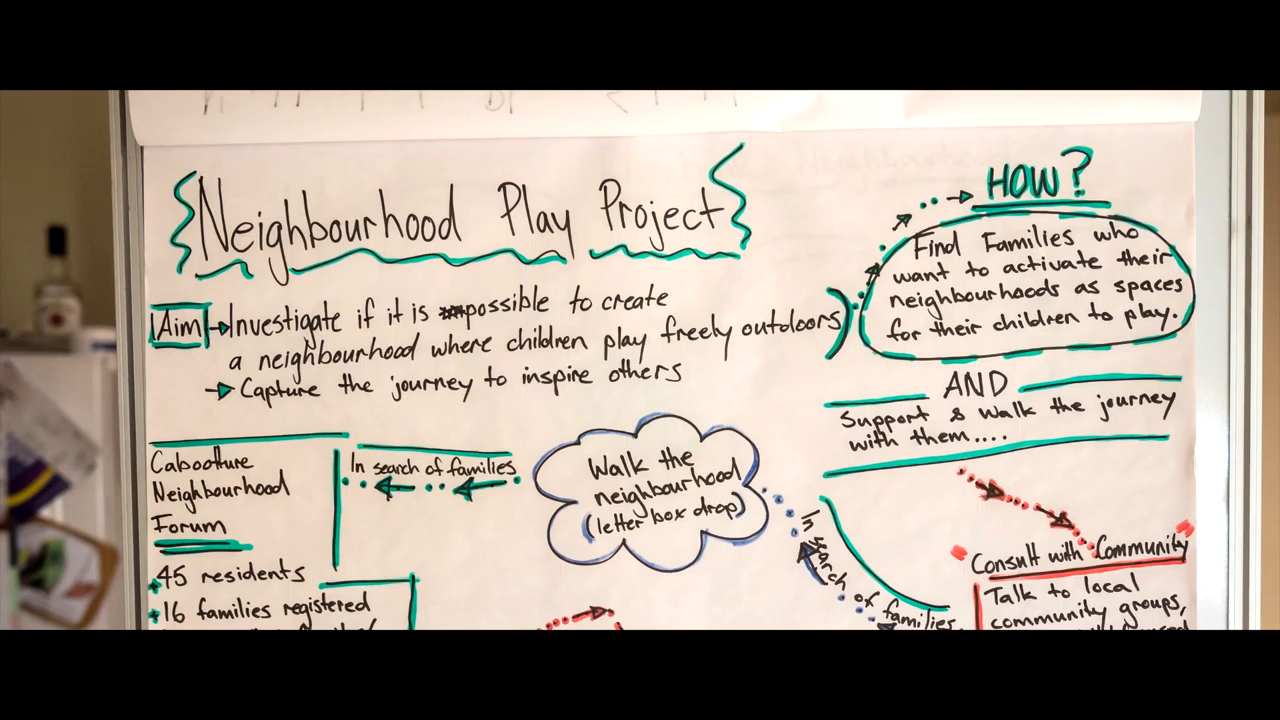 Neighbourhood Play Project
Aim
Investigate if it is possible to create
a neighbourhood where children play freely outdoors
Capture the journey to inspire others
HOW?
Find Families who
want to activate their
neighbourhoods as spaces
for their children to play.
AND
Support & Walk the journey
with them....
Caboolture
Neighbourhood
Forum
45 residents
16 families registered
In search of families
Walk the
neighbourhood
(letter box drop)
In search of families
Consult with Community
Talk to local
community groups,